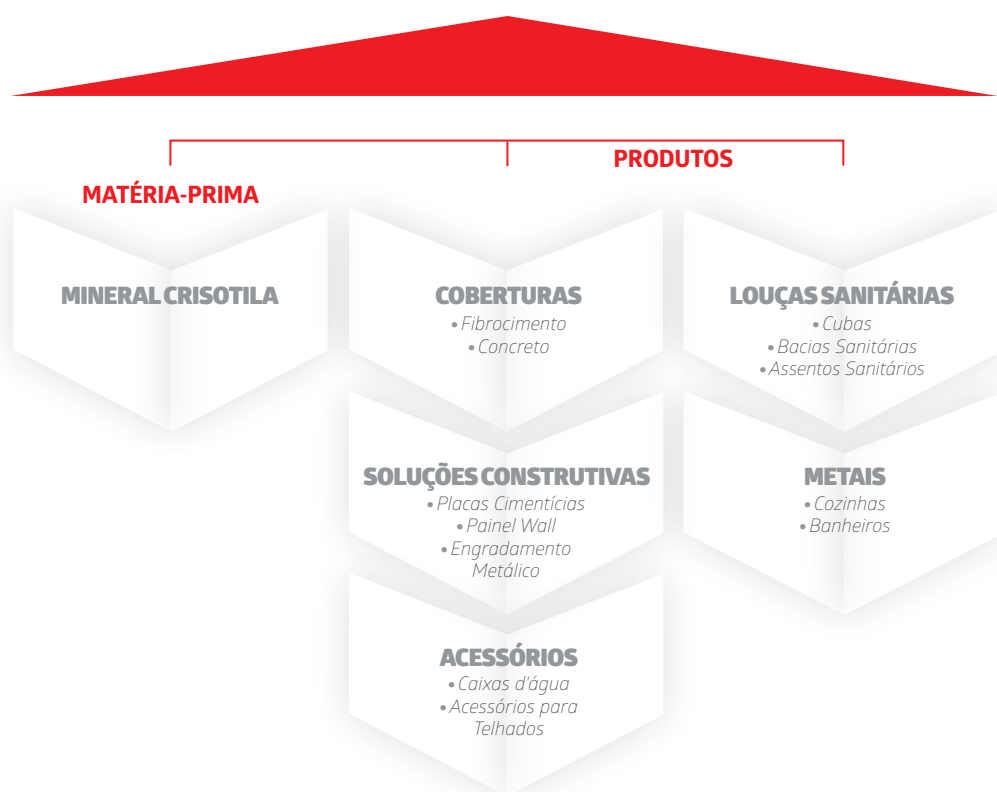 PRODUTOS
MATÉRIA-PRIMA
MINERAL CRISOTILA
COBERTURAS
• Fibrocimento
• Concreto
LOUÇAS SANITÁRIAS
• Cubas
• Bacias Sanitárias
• Assentos Sanitários
SOLUÇÕES CONSTRUTIVAS
• Placas Cimentícias
• Painel Wall
• Engradamento
Metálico
METAIS
• Cozinhas
• Banheiros
ACESSÓRIOS
• Caixas d'água
• Acessórios para
Telhados